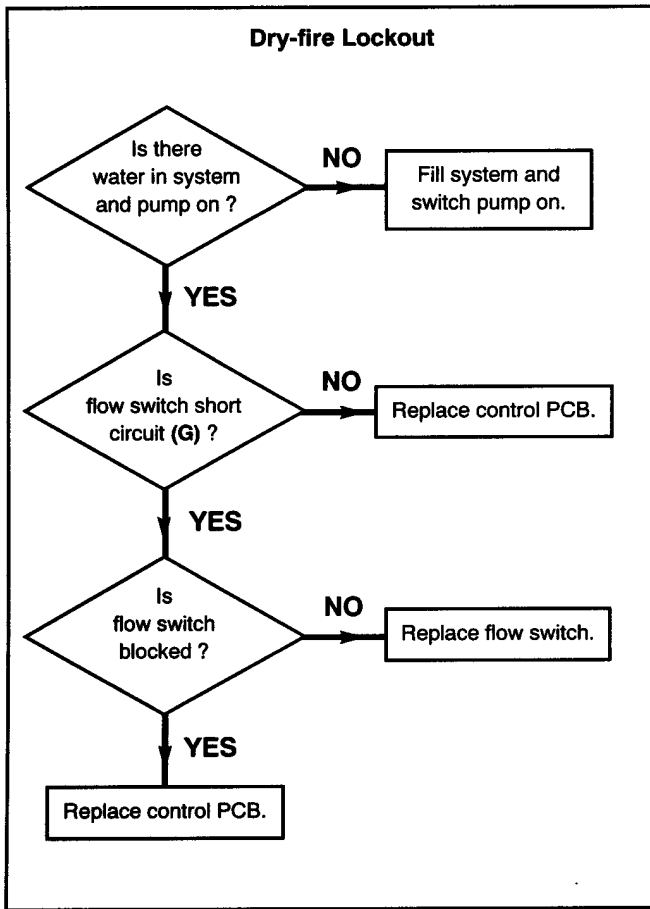 Dry-fire Lockout
Is there
water in system
and pump on ?
NO
Fill system and
switch pump on.
YES
Is
flow switch short
circuit (G) ?
NO
Replace control PCB.
YES
Is
flow switch
blocked ?
NO
Replace flow switch.
YES
Replace control PCB.